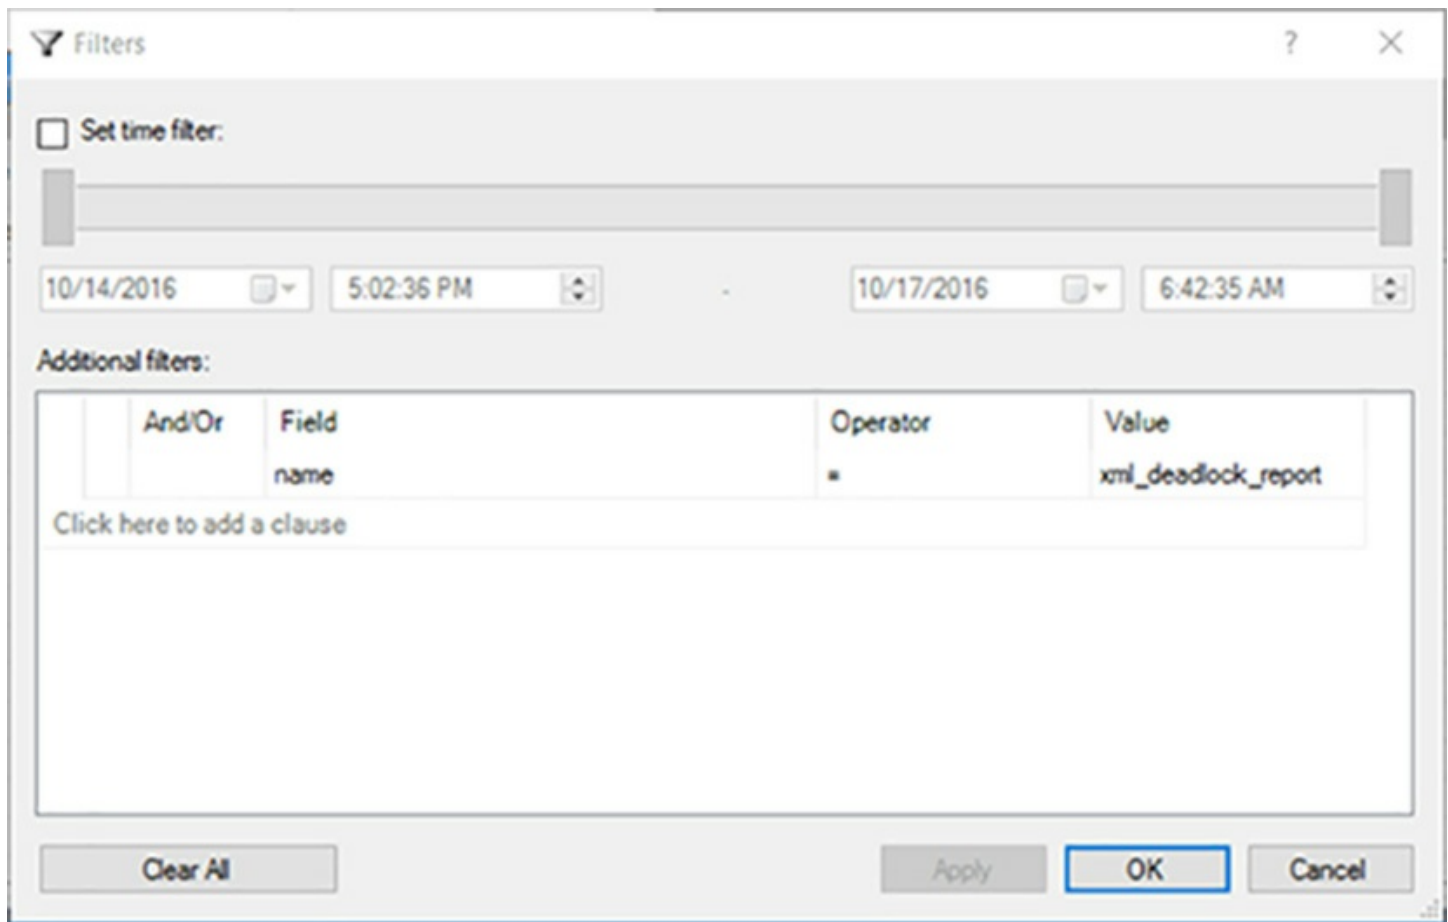 Filters ?
Set time filter:
10/14/2016 5:02:36 PM - 10/17/2016 6:42:35 AM
Additional filters:
And/Or Field Operator Value
name = xml_deadlock_report
Click here to add a clause
Clear All Apply OK Cancel